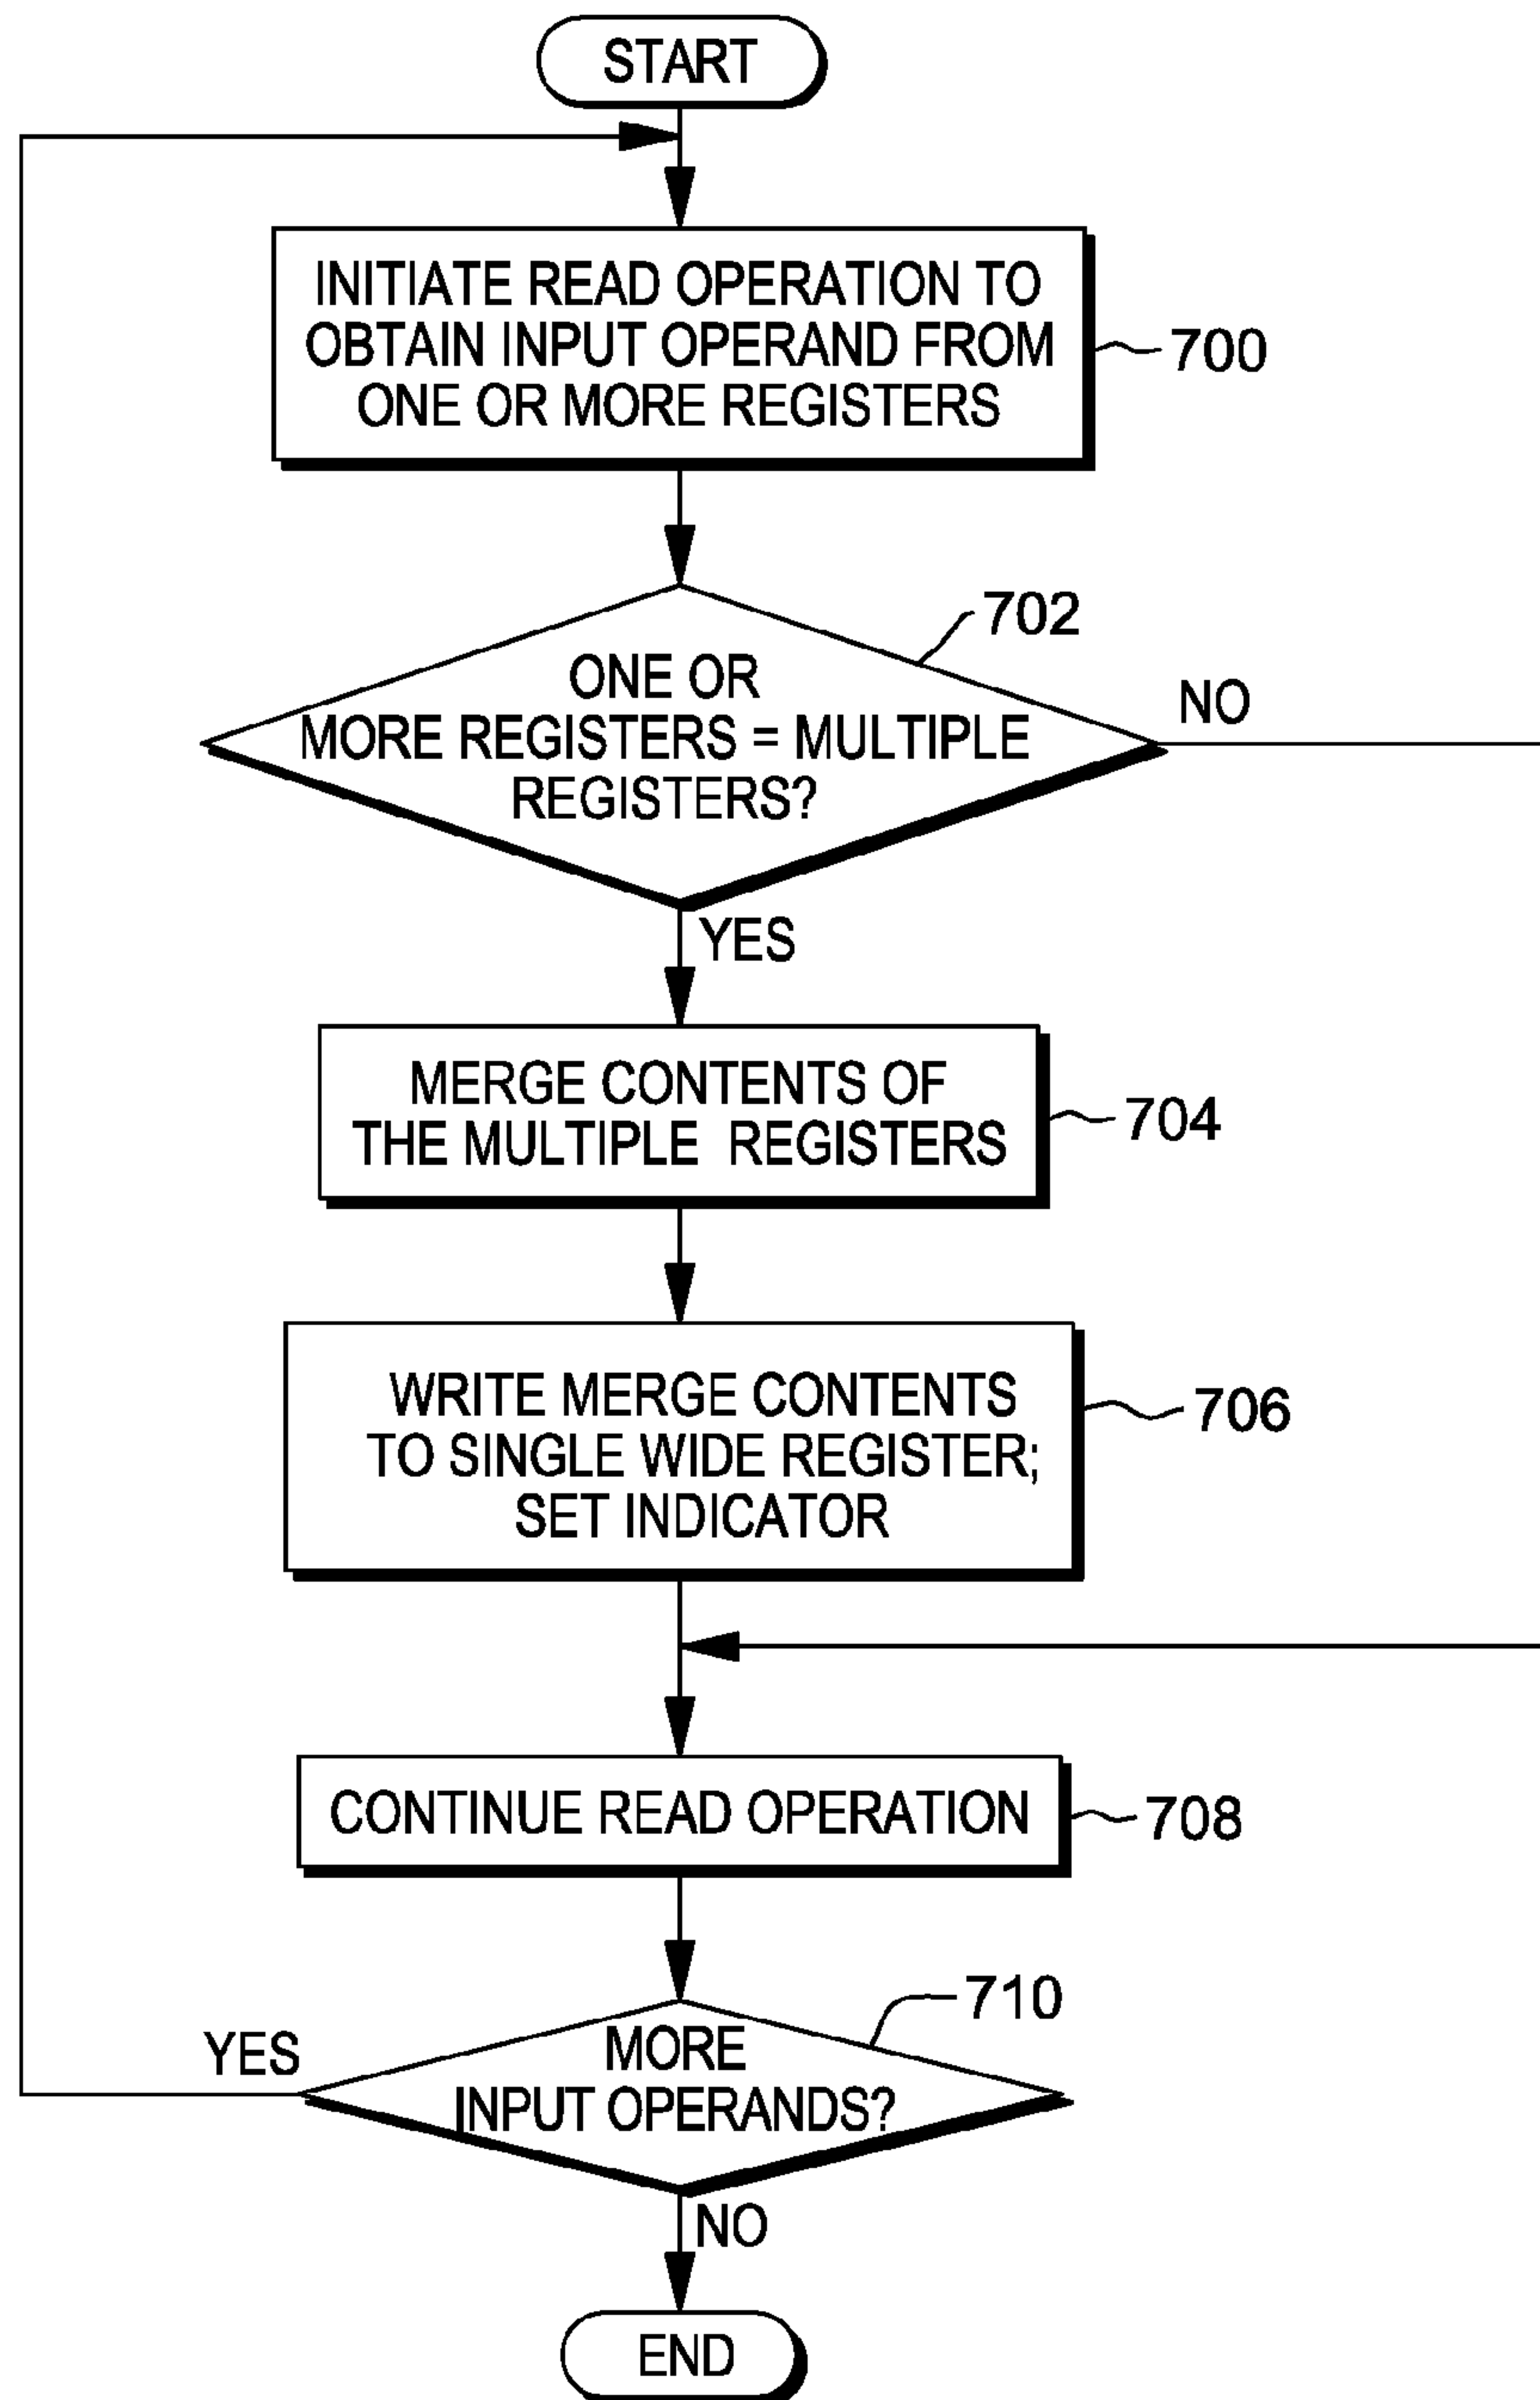 START
INITIATE READ OPERATION TO
OBTAIN INPUT OPERAND FROM
ONE OR MORE REGISTERS
700
702
ONE OR
MORE REGISTERS = MULTIPLE
REGISTERS?
NO
YES
MERGE CONTENTS OF
THE MULTIPLE REGISTERS
704
WRITE MERGE CONTENTS
TO SINGLE WIDE REGISTER;
SET INDICATOR
706
CONTINUE READ OPERATION
708
710
MORE
INPUT OPERANDS?
YES
NO
END